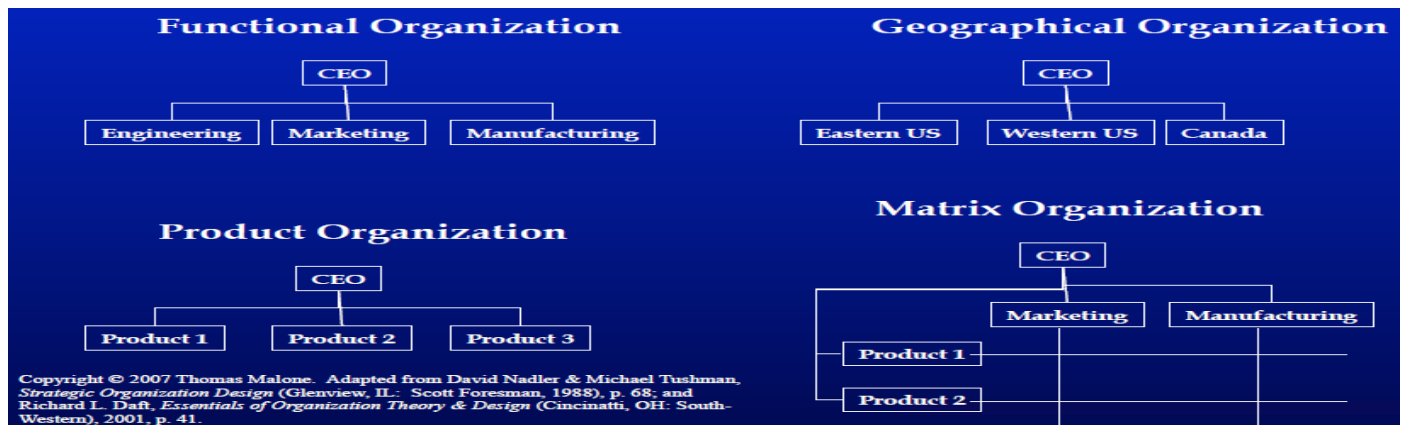 Functional Organization
CEO
Engineering Marketing Manufacturing
Geographical Organization
CEO
Eastern US Western US Canada
Product Organization
CEO
Product 1 Product 2 Product 3
Matrix Organization
CEO
Marketing Manufacturing
Product 1
Product 2
Copyright © 2007 Thomas Malone. Adapted from David Nadler & Michael Tushman,
Strategic Organization Design (Glenview, IL: Scott Foresman, 1988), p. 68; and
Richard L. Daft, Essentials of Organization Theory & Design (Cincinatti, OH: South-
Western), 2001, p. 41.